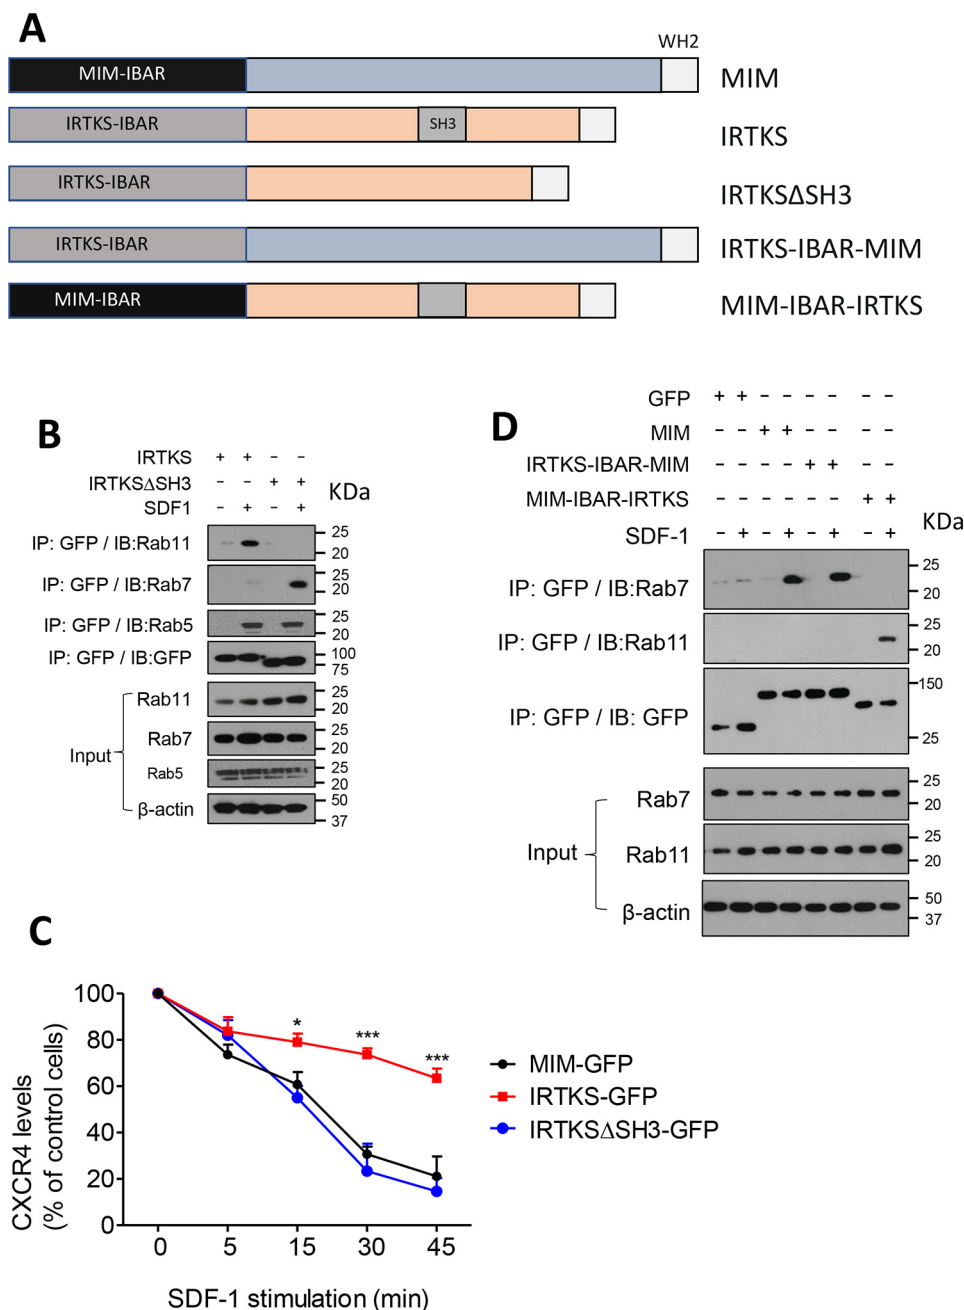 A
WH2
MIM-IBAR
MIM
IRTKS-IBAR
SH3
IRTKS
IRTKS-IBAR
IRTKSΔSH3
IRTKS-IBAR
IRTKS-IBAR-MIM
MIM-IBAR
MIM-IBAR-IRTKS
B
IRTKS + + - -
IRTKSΔSH3 - - + +
KDa
SDF1 - + - +
IP: GFP / IB:Rab11
25
20
IP: GFP / IB:Rab7
25
20
IP: GFP / IB:Rab5
25
20
IP: GFP / IB:GFP
100
75
Input
Rab11
25
20
Rab7
25
20
Rab5
25
20
β-actin
50
37
D
GFP + + - - - - - -
MIM - - + + - - - -
IRTKS-IBAR-MIM - - - - + + - -
MIM-IBAR-IRTKS - - - - - - + +
KDa
SDF-1 - + - + - + - +
IP: GFP / IB:Rab7
25
20
IP: GFP / IB:Rab11
25
20
IP: GFP / IB: GFP
150
25
Input
Rab7
25
20
Rab11
25
20
β-actin
50
37
C
CXCR4 levels
(% of control cells)
100
80
60
40
20
0
* *** ***
0 5 15 30 45
SDF-1 stimulation (min)
MIM-GFP
IRTKS-GFP
IRTKSΔSH3-GFP